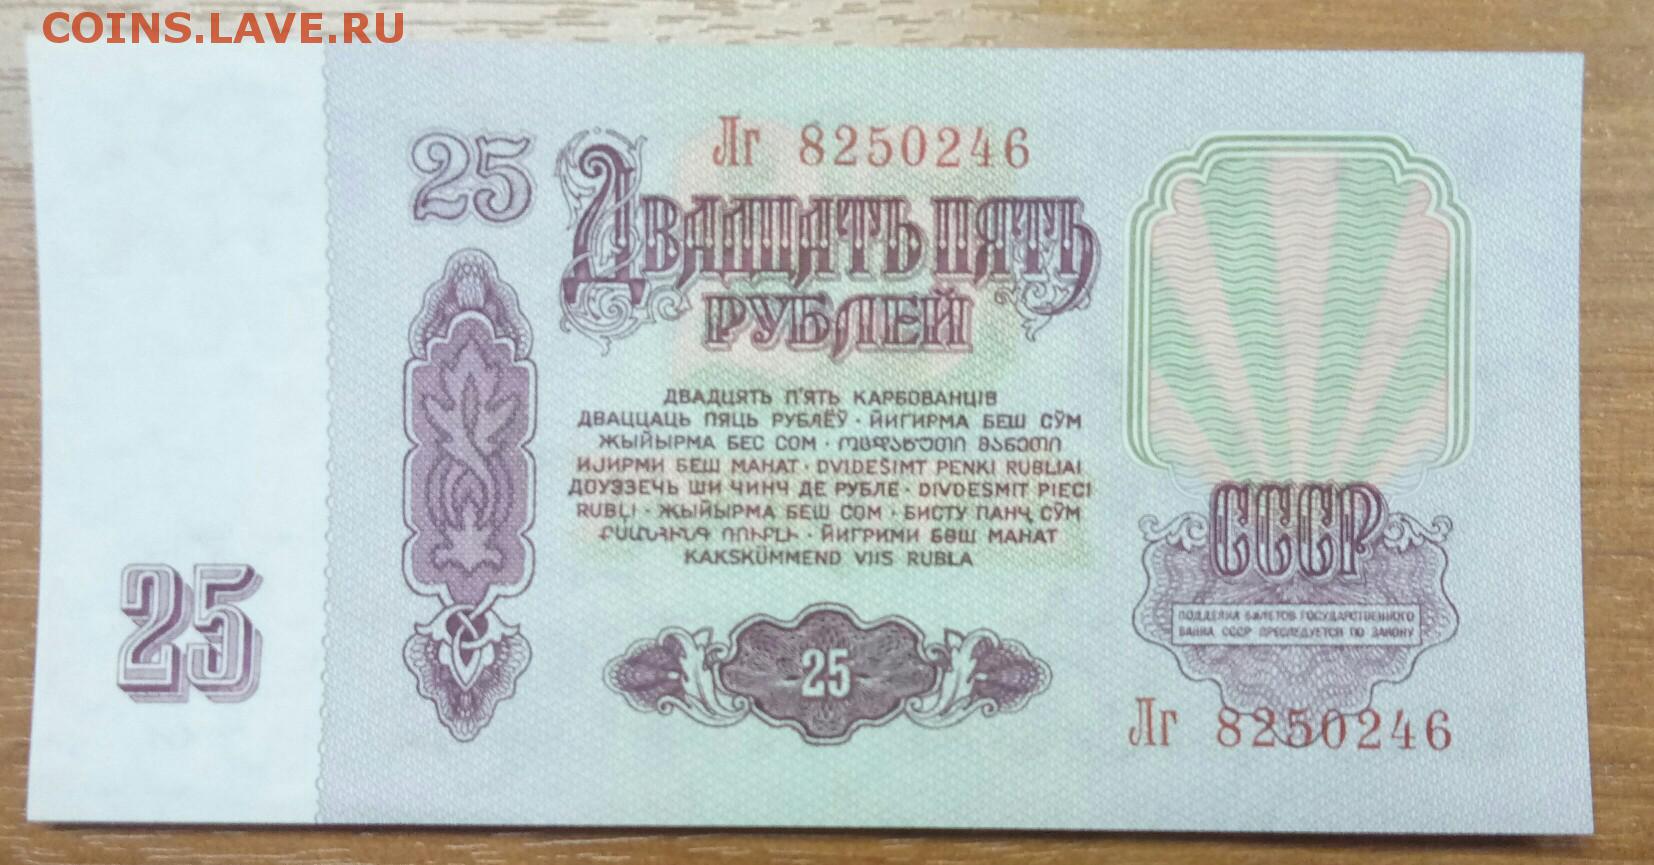 COINS.LAVE.RU
Лг 8250246
25
ДВАДЦАТЬ ПЯТЬ
РУБЛЕЙ
ДВАДЦЯТЬ П'ЯТЬ КАРБОВАНЦІВ
ДВАЦЦАЦЬ ПЯЦЬ РУБЛЁЎ · ЙИГИРМА БЕШ СЎМ
ЖЫЙЫРМА БЕС СОМ · ოცდახუთი მანეთი
ИЈИРМИ БЕШ МАНАТ · DVIDEŠIMT PENKI RUBLIAI
ДОУЭЗЕЧЬ ШИ ЧИНЧ ДЕ РУБЛЕ · DIVDESMIT PIECI
RUBĻI · ЖЫЙЫРМА БЕШ СОМ · БИСТУ ПАНҶ СӮМ
ՔՍԱՆՀԻՆԳ ՌՈՒԲԼԻ · ЙИГРИМИ БӘШ МАНАТ
KAKSKÜMMEND VIIS RUBLA
СССР
ПОДДЕЛКА БИЛЕТОВ ГОСУДАРСТВЕННОГО
БАНКА СССР ПРЕСЛЕДУЕТСЯ ПО ЗАКОНУ
25
25
Лг 8250246